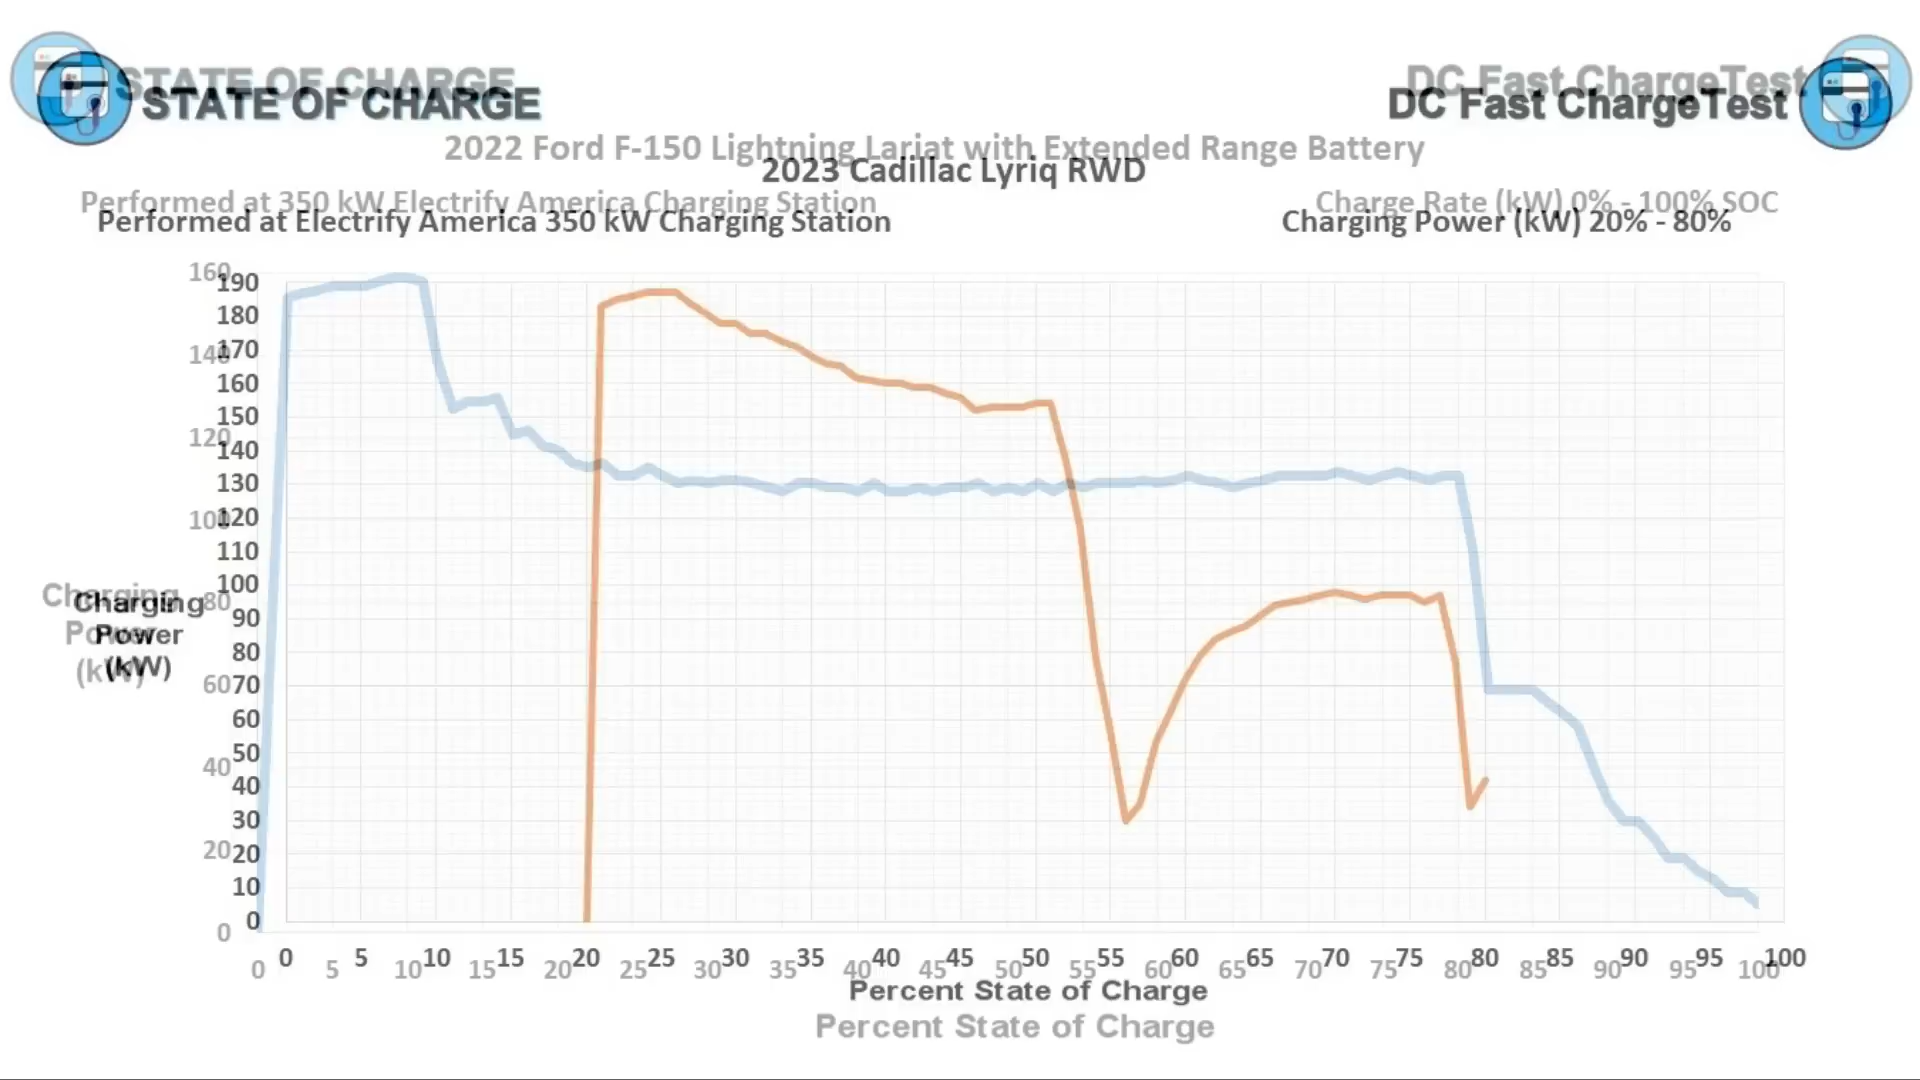 STATE OF CHARGE
DC Fast ChargeTest
STATE OF CHARGE
DC Fast ChargeTest
2022 Ford F-150 Lightning Lariat with Extended Range Battery
2023 Cadillac Lyriq RWD
Performed at 350 kW Electrify America Charging Station
Charge Rate (kW) 0% - 100% SOC
Performed at Electrify America 350 kW Charging Station
Charging Power (kW) 20% - 80%
160
190
180
140
170
160
150
120
140
130
100
120
110
100
80
90
80
60
70
60
50
40
40
30
20
20
10
0
0
Charging
Power
(kW)
Charging
Power
(kW)
0 5 10 15 20 25 30 35 40 45 50 55 60 65 70 75 80 85 90 95 100
0 5 10 15 20 25 30 35 40 45 50 55 60 65 70 75 80 85 90 95 100
Percent State of Charge
Percent State of Charge